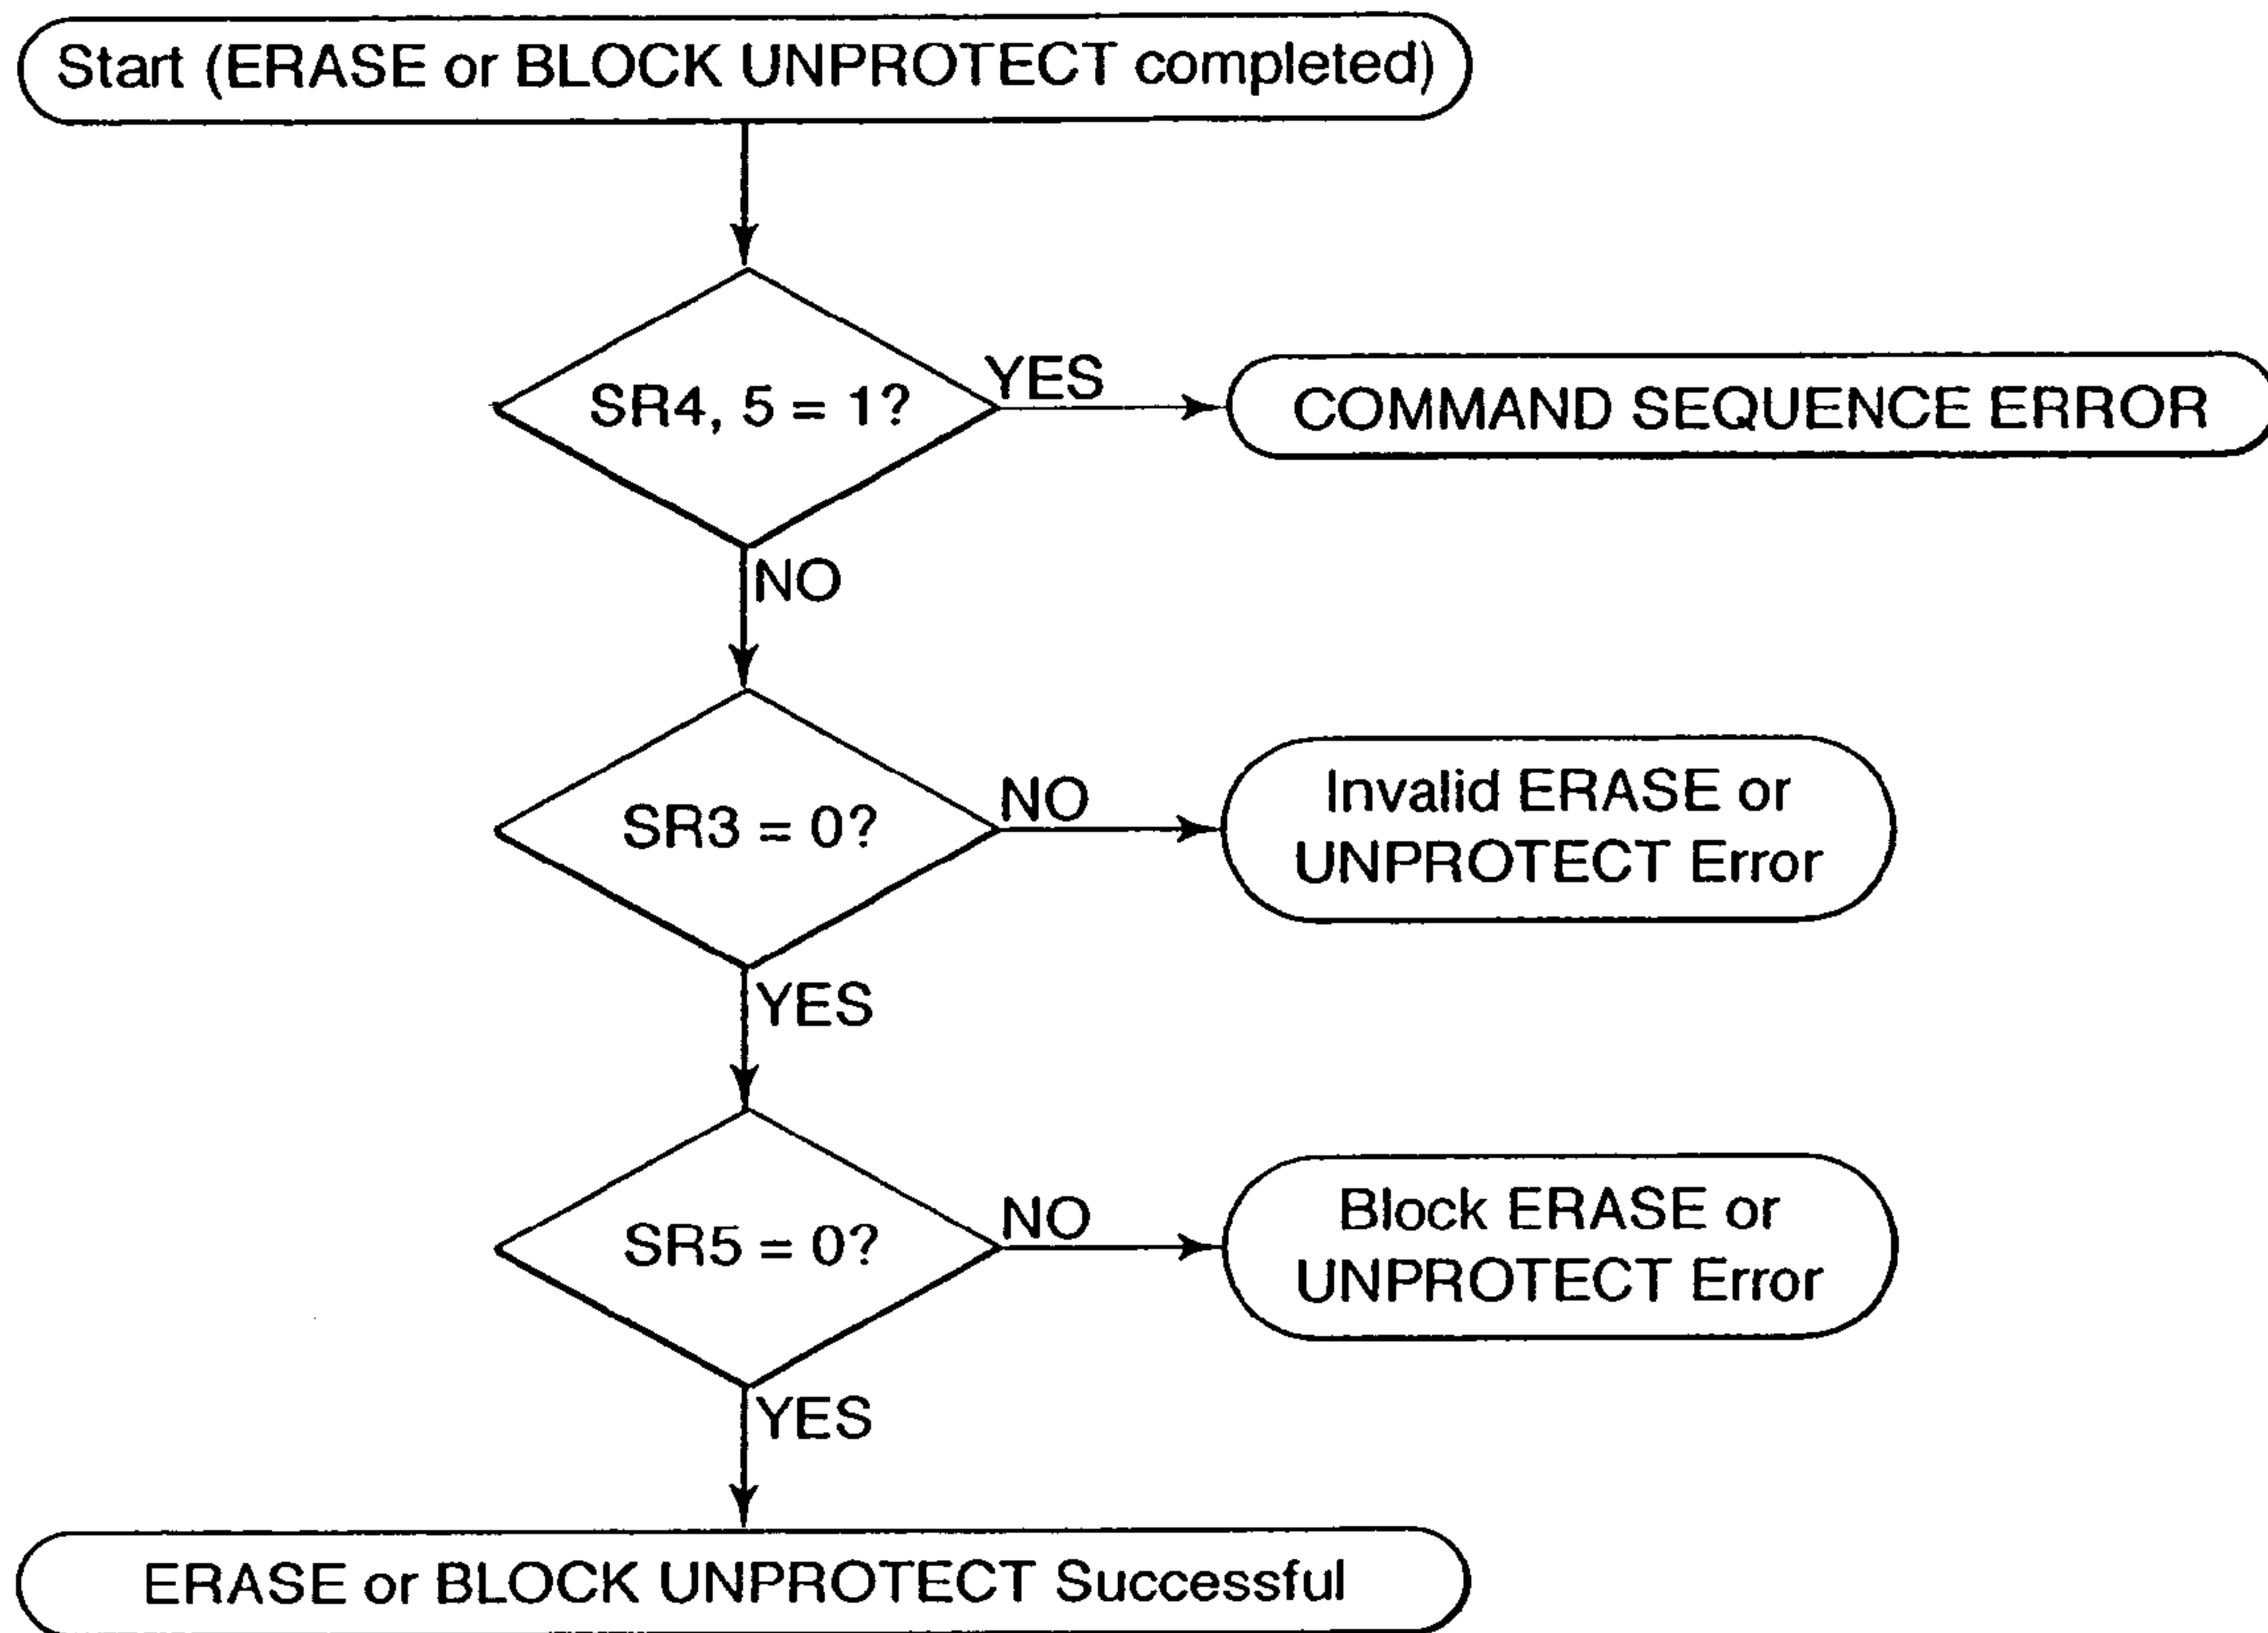 Start (ERASE or BLOCK UNPROTECT completed)
SR4, 5 = 1?
YES
COMMAND SEQUENCE ERROR
NO
SR3 = 0?
NO
Invalid ERASE or
UNPROTECT Error
YES
SR5 = 0?
NO
Block ERASE or
UNPROTECT Error
YES
ERASE or BLOCK UNPROTECT Successful